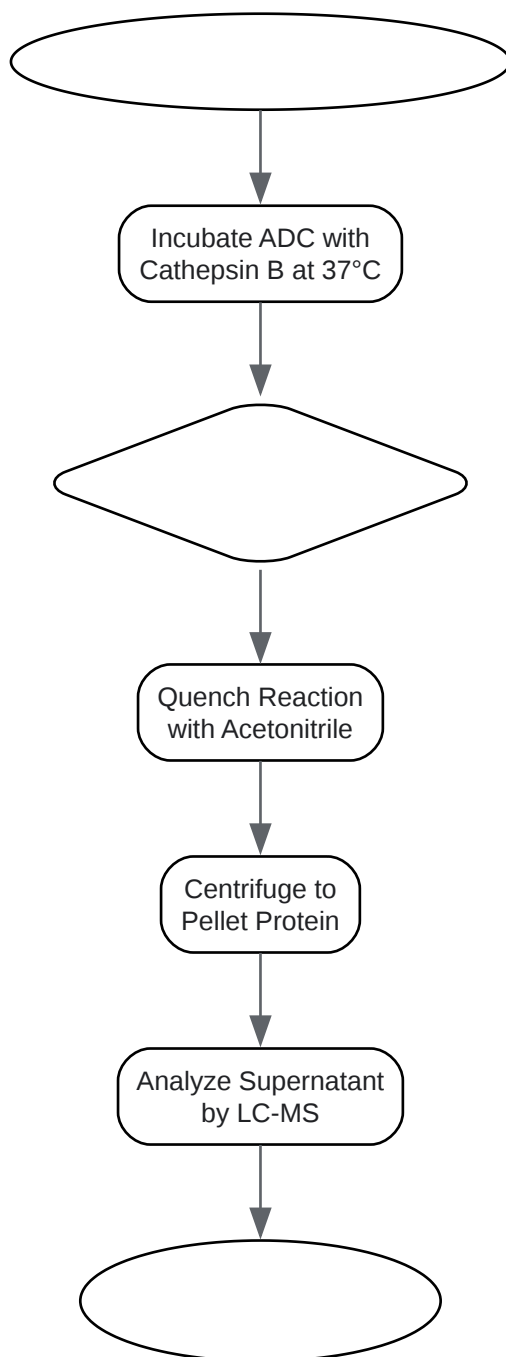 Incubate ADC with
Cathepsin B at 37°C
Quench Reaction
with Acetonitrile
Centrifuge to
Pellet Protein
Analyze Supernatant
by LC-MS